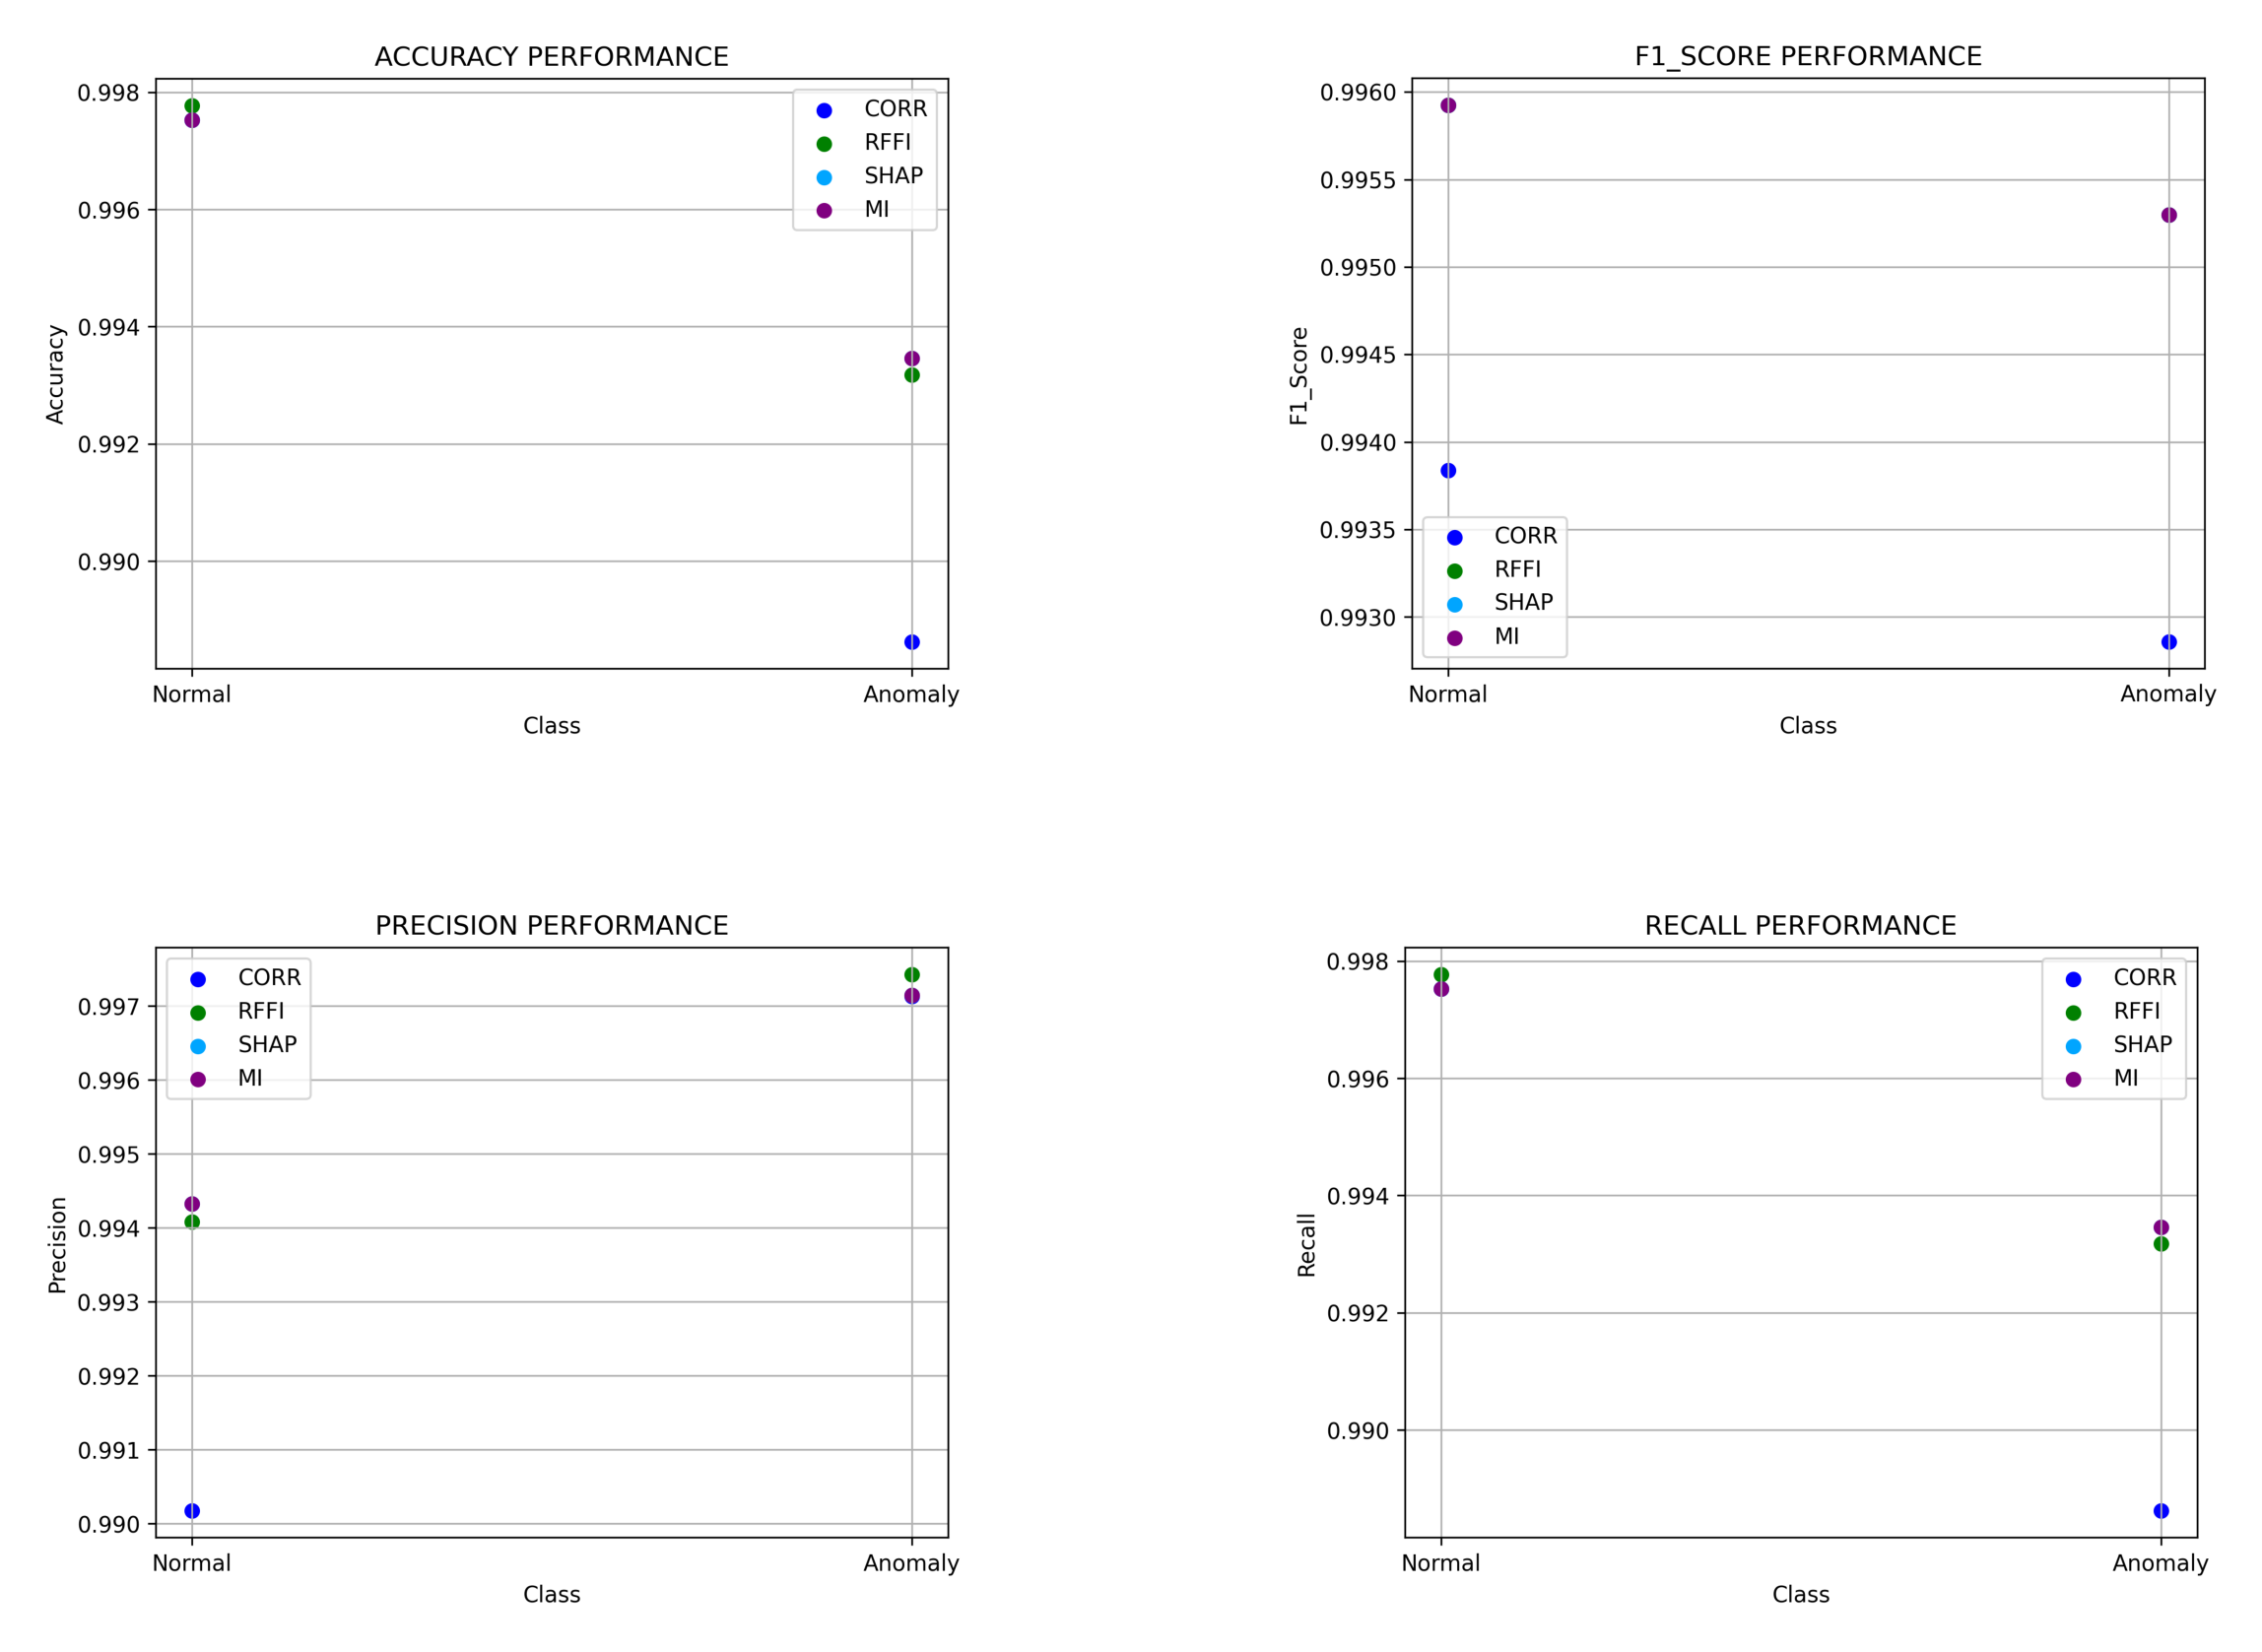 ACCURACY PERFORMANCE
0.998
0.996
0.994
0.992
0.990
Accuracy
CORR
RFFI
SHAP
MI
Normal
Anomaly
Class
F1_SCORE PERFORMANCE
0.9960
0.9955
0.9950
0.9945
0.9940
0.9935
0.9930
F1_Score
CORR
RFFI
SHAP
MI
Normal
Anomaly
Class
PRECISION PERFORMANCE
0.997
0.996
0.995
0.994
0.993
0.992
0.991
0.990
Precision
CORR
RFFI
SHAP
MI
Normal
Anomaly
Class
RECALL PERFORMANCE
0.998
0.996
0.994
0.992
0.990
Recall
CORR
RFFI
SHAP
MI
Normal
Anomaly
Class